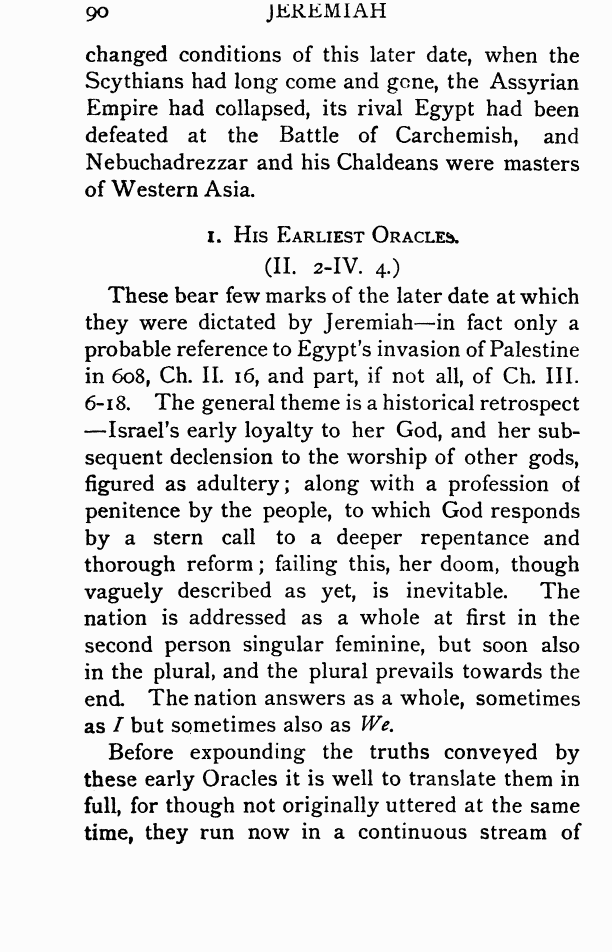 90 JEREMIAH
changed conditions of this later date, when the
Scythians had long come and gone, the Assyrian
Empire had collapsed, its rival Egypt had been
defeated at the Battle of Carchemish, and
Nebuchadrezzar and his Chaldeans were masters
of Western Asia.
1. His Earliest Oracles.
(II. 2-IV. 4.)
These bear few marks of the later date at which
they were dictated by Jeremiah—in fact only a
probable reference to Egypt's invasion of Palestine
in 608, Ch. II. 16, and part, if not all, of Ch. III.
6-18. The general theme is a historical retrospect
—Israel's early loyalty to her God, and her sub-
sequent declension to the worship of other gods,
figured as adultery; along with a profession of
penitence by the people, to which God responds
by a stern call to a deeper repentance and
thorough reform; failing this, her doom, though
vaguely described as yet, is inevitable. The
nation is addressed as a whole at first in the
second person singular feminine, but soon also
in the plural, and the plural prevails towards the
end. The nation answers as a whole, sometimes
as I but sometimes also as We.
Before expounding the truths conveyed by
these early Oracles it is well to translate them in
full, for though not originally uttered at the same
time, they run now in a continuous stream of